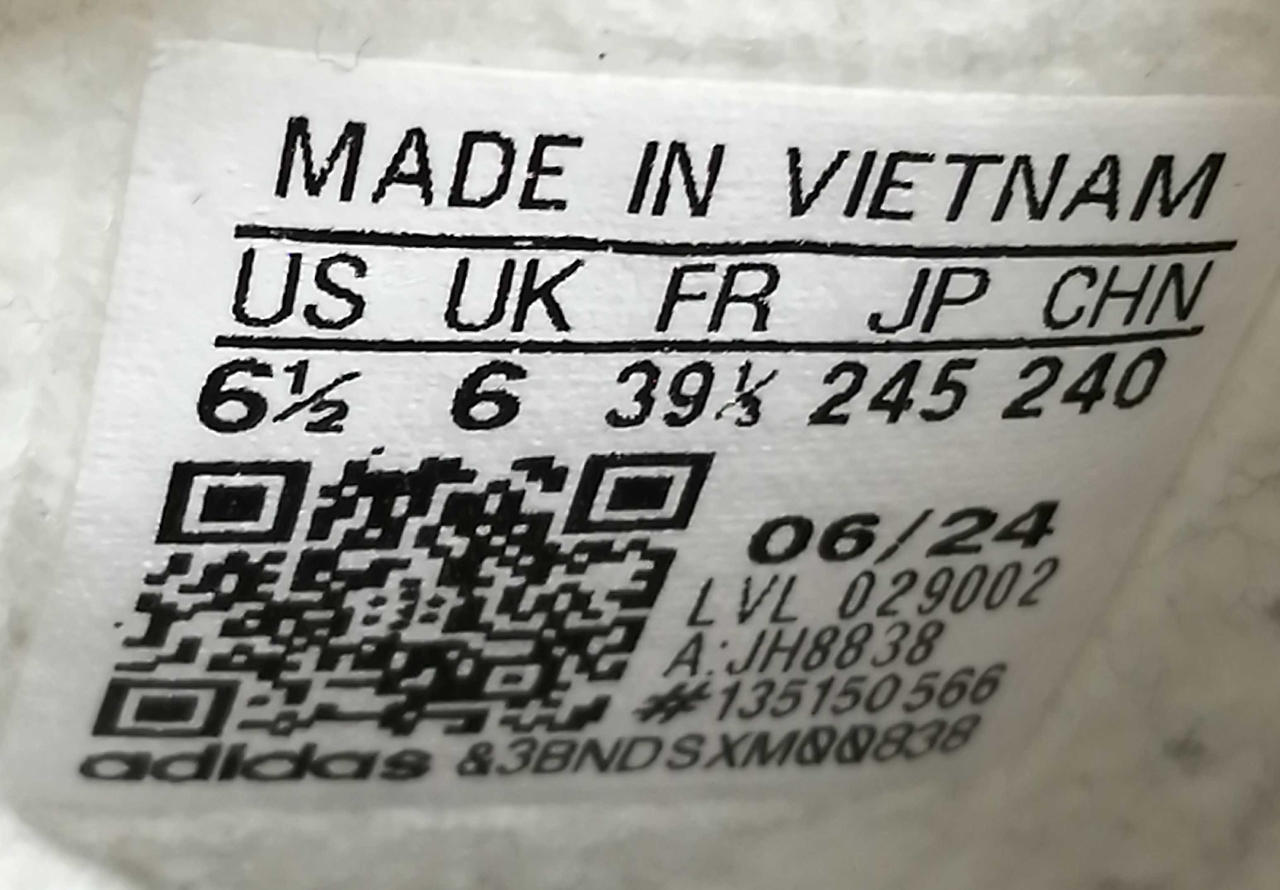 MADE IN VIETNAM
US UK FR JP CHN
6½ 6 39⅓ 245 240
06/24
LVL 029002
A:JH8838
#135150566
adidas &3BNDSXM00838